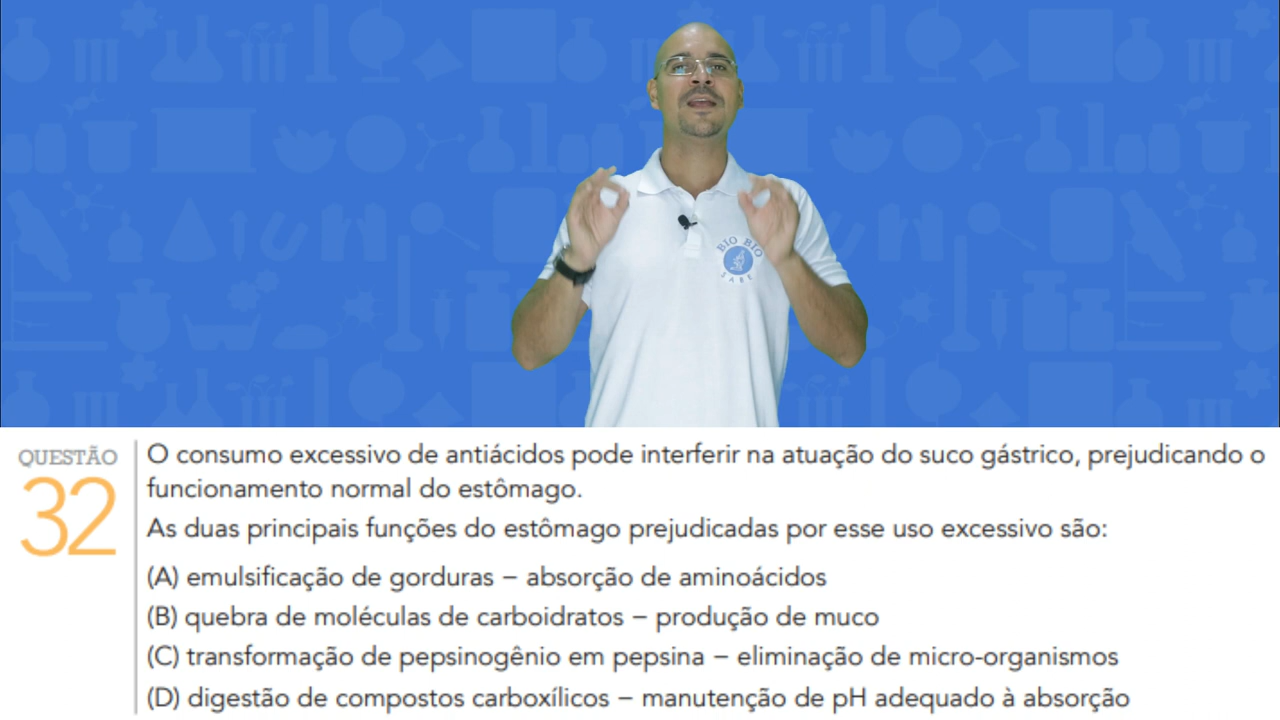 BIO BIO
SABE
QUESTÃO
32
O consumo excessivo de antiácidos pode interferir na atuação do suco gástrico, prejudicando o
funcionamento normal do estômago.
As duas principais funções do estômago prejudicadas por esse uso excessivo são:
(A) emulsificação de gorduras – absorção de aminoácidos
(B) quebra de moléculas de carboidratos – produção de muco
(C) transformação de pepsinogênio em pepsina – eliminação de micro-organismos
(D) digestão de compostos carboxílicos – manutenção de pH adequado à absorção